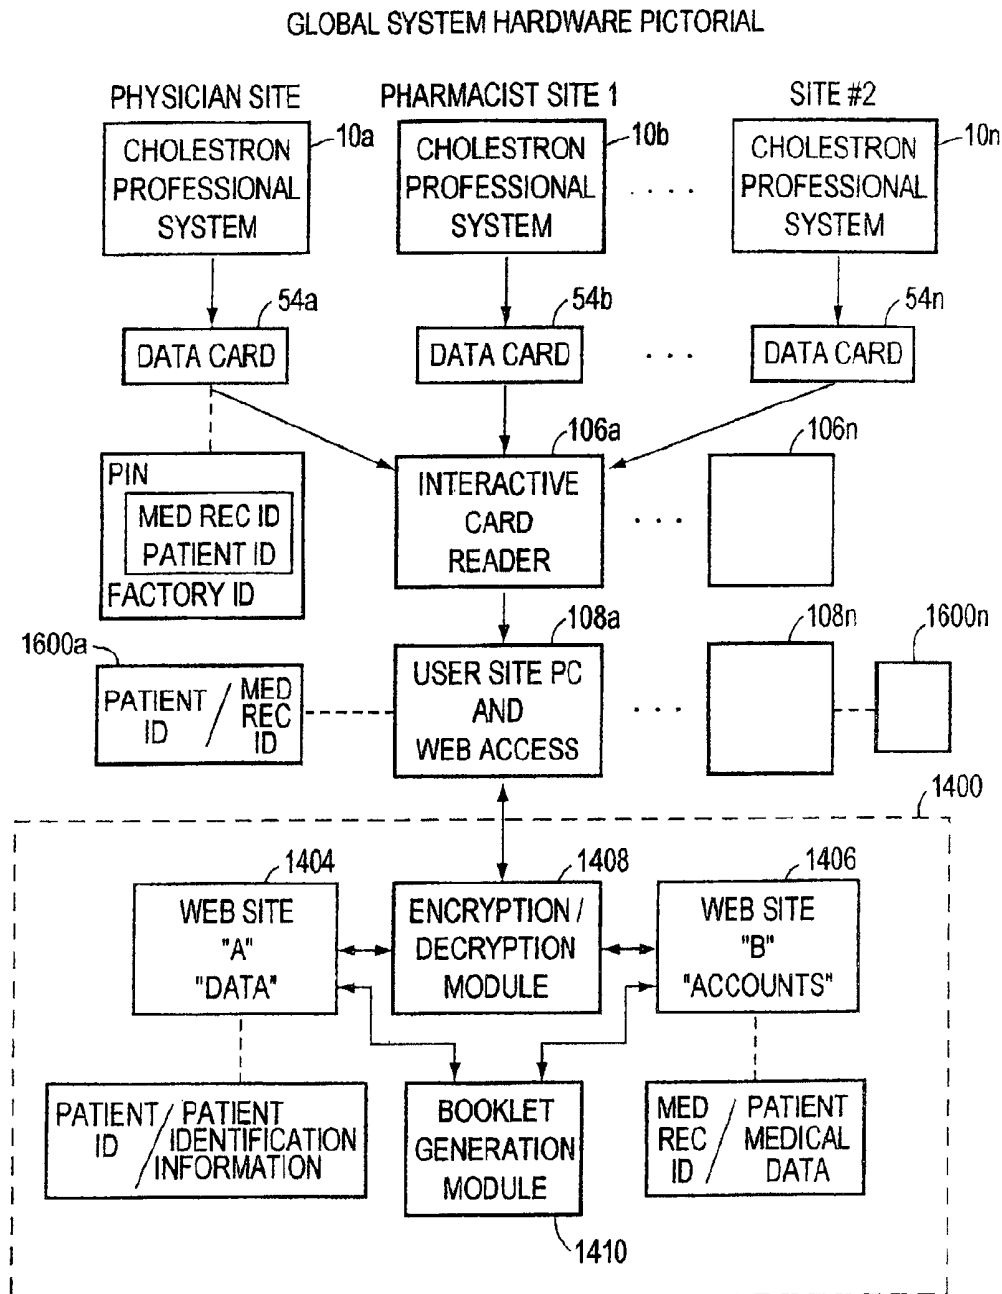 GLOBAL SYSTEM HARDWARE PICTORIAL
PHYSICIAN SITE
PHARMACIST SITE 1
SITE #2
10a
10b
10n
CHOLESTRON
PROFESSIONAL
SYSTEM
CHOLESTRON
PROFESSIONAL
SYSTEM
. . . .
CHOLESTRON
PROFESSIONAL
SYSTEM
54a
54b
54n
DATA CARD
DATA CARD
. . .
DATA CARD
106a
106n
PIN
MED REC ID
PATIENT ID
FACTORY ID
INTERACTIVE
CARD
READER
. . .
108a
108n
1600n
1600a
PATIENT
ID
/
MED
REC
ID
USER SITE PC
AND
WEB ACCESS
. . .
1400
1404
1408
1406
WEB SITE
"A"
"DATA"
ENCRYPTION /
DECRYPTION
MODULE
WEB SITE
"B"
"ACCOUNTS"
PATIENT
ID
/
PATIENT
IDENTIFICATION
INFORMATION
BOOKLET
GENERATION
MODULE
MED
REC
ID
/
PATIENT
MEDICAL
DATA
1410